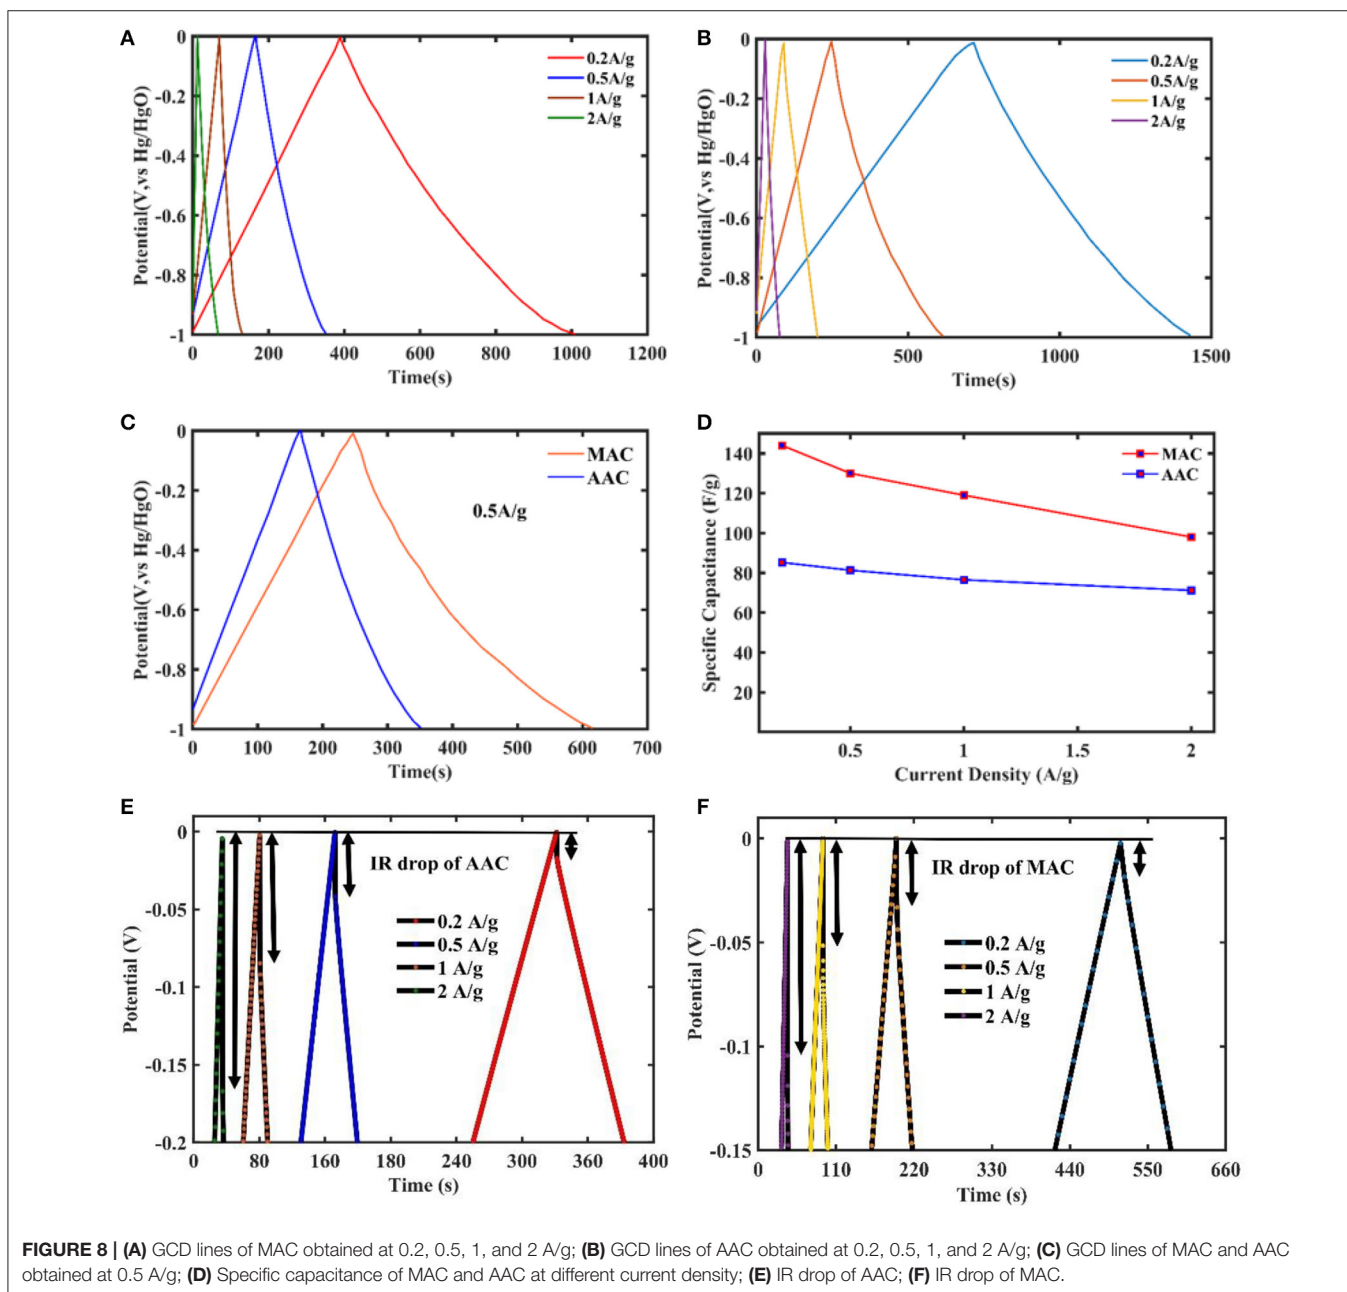 A
B
0
-0.2
-0.4
-0.6
-0.8
-1
Potential(V,vs Hg/HgO)
0.2A/g
0.5A/g
1A/g
2A/g
0 200 400 600 800 1000 1200
Time(s)
0
-0.2
-0.4
-0.6
-0.8
-1
Potential(V,vs Hg/HgO)
0.2A/g
0.5A/g
1A/g
2A/g
0 500 1000 1500
Time(s)
C
D
0
-0.2
-0.4
-0.6
-0.8
-1
Potential(V,vs Hg/HgO)
MAC
AAC
0.5A/g
0 100 200 300 400 500 600 700
Time(s)
140
120
100
80
60
40
20
Specific Capacitance (F/g)
MAC
AAC
0.5 1 1.5 2
Current Density (A/g)
E
F
0
-0.05
-0.1
-0.15
-0.2
Potential (V)
IR drop of AAC
0.2 A/g
0.5 A/g
1 A/g
2 A/g
0 80 160 240 320 360 400
Time (s)
0
-0.05
-0.1
-0.15
Potential (V)
IR drop of MAC
0.2 A/g
0.5 A/g
1 A/g
2 A/g
0 110 220 330 440 550 660
Time (s)
FIGURE 8 | (A) GCD lines of MAC obtained at 0.2, 0.5, 1, and 2 A/g; (B) GCD lines of AAC obtained at 0.2, 0.5, 1, and 2 A/g; (C) GCD lines of MAC and AAC
obtained at 0.5 A/g; (D) Specific capacitance of MAC and AAC at different current density; (E) IR drop of AAC; (F) IR drop of MAC.